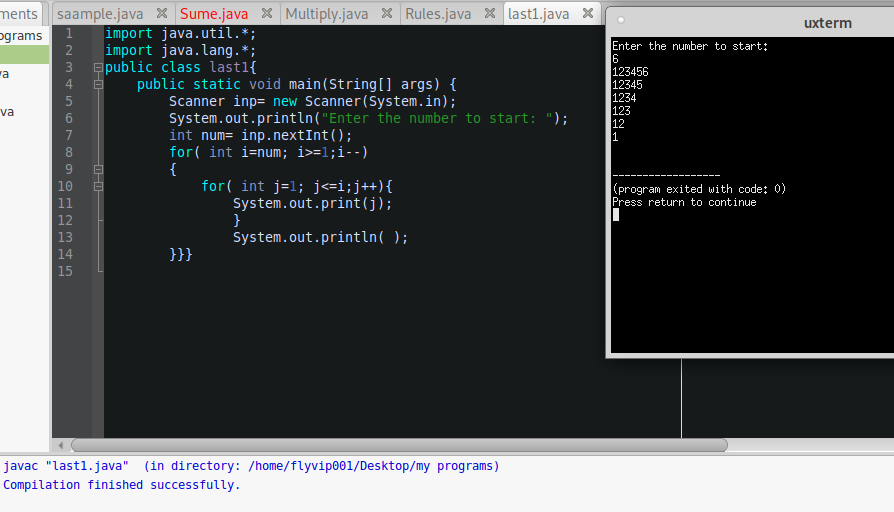 ments saample.java Sume.java Multiply.java Rules.java last1.java
ograms
va
va
1 import java.util.*;
2 import java.lang.*;
3 public class last1{
4 public static void main(String[] args) {
5 Scanner inp= new Scanner(System.in);
6 System.out.println("Enter the number to start: ");
7 int num= inp.nextInt();
8 for( int i=num; i>=1;i--)
9 {
10 for( int j=1; j<=i;j++){
11 System.out.print(j);
12 }
13 System.out.println( );
14 }}}
15
uxterm
Enter the number to start:
6
123456
12345
1234
123
12
1
------------------
(program exited with code: 0)
Press return to continue
javac "last1.java" (in directory: /home/flyvip001/Desktop/my programs)
Compilation finished successfully.